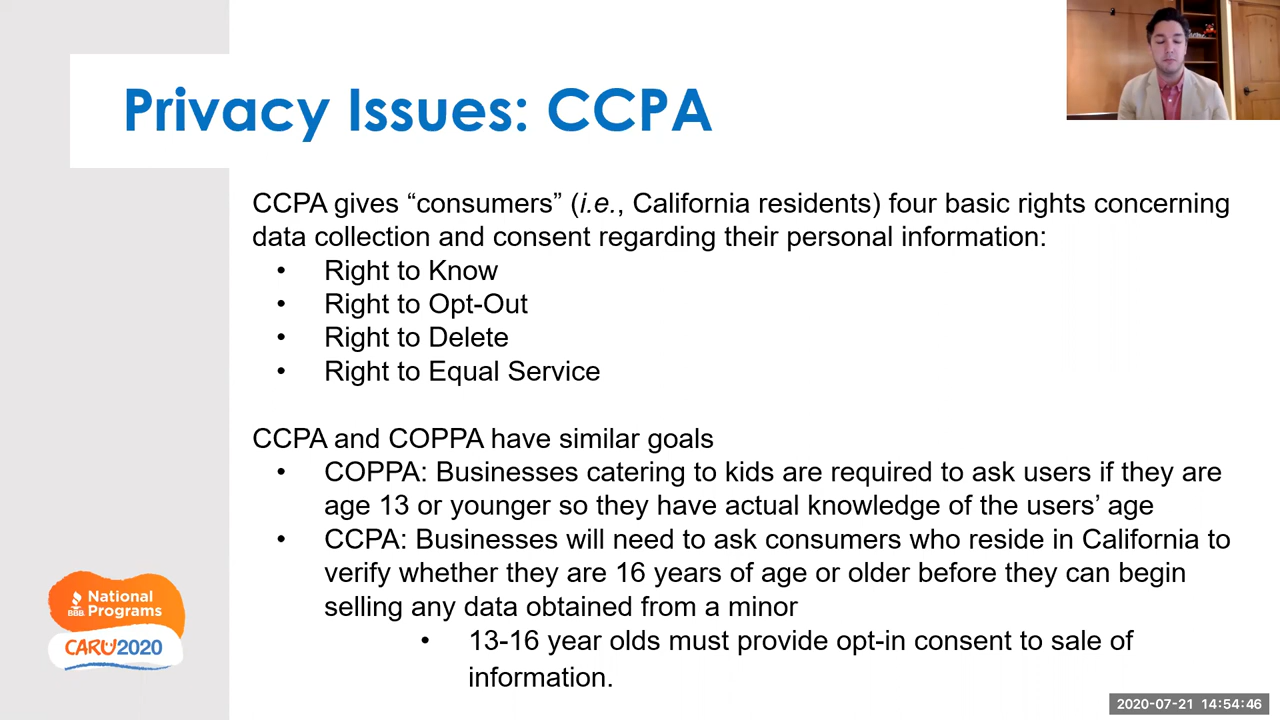 Privacy Issues: CCPA
CCPA gives “consumers” (i.e., California residents) four basic rights concerning
data collection and consent regarding their personal information:
• Right to Know
• Right to Opt-Out
• Right to Delete
• Right to Equal Service
CCPA and COPPA have similar goals
• COPPA: Businesses catering to kids are required to ask users if they are
age 13 or younger so they have actual knowledge of the users’ age
• CCPA: Businesses will need to ask consumers who reside in California to
verify whether they are 16 years of age or older before they can begin
selling any data obtained from a minor
• 13-16 year olds must provide opt-in consent to sale of
information.
BBB National
Programs
CARU2020
2020-07-21 14:54:46